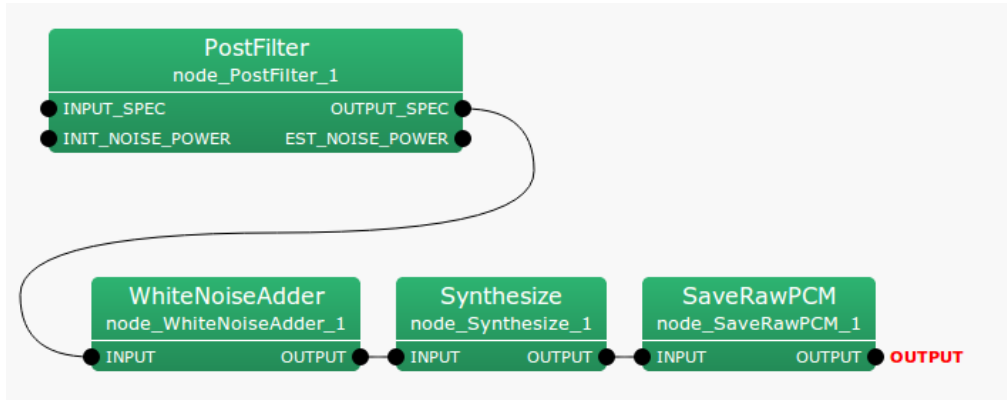 PostFilter
node_PostFilter_1
INPUT_SPEC OUTPUT_SPEC
INIT_NOISE_POWER EST_NOISE_POWER
WhiteNoiseAdder
node_WhiteNoiseAdder_1
INPUT OUTPUT
Synthesize
node_Synthesize_1
INPUT OUTPUT
SaveRawPCM
node_SaveRawPCM_1
INPUT OUTPUT
OUTPUT